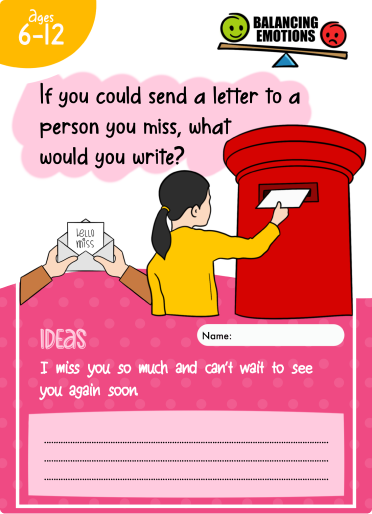 Ages
6-12
BALANCING
EMOTIONS
If you could send a letter to a
person you miss, what
would you write?
hello
miss
IDEAS
Name:
I miss you so much and can't wait to see
you again soon.